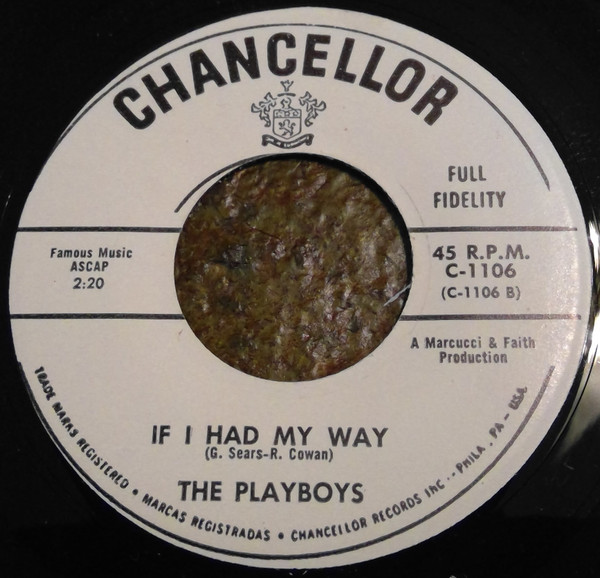 CHANCELLOR
FULL
FIDELITY
Famous Music
ASCAP
2:20
45 R.P.M.
C-1106
(C-1106 B)
A Marcucci & Faith
Production
IF I HAD MY WAY
(G. Sears-R. Cowan)
THE PLAYBOYS
TRADE MARKS REGISTERED • MARCAS REGISTRADAS • CHANCELLOR RECORDS INC.. PHILA., PA - USA